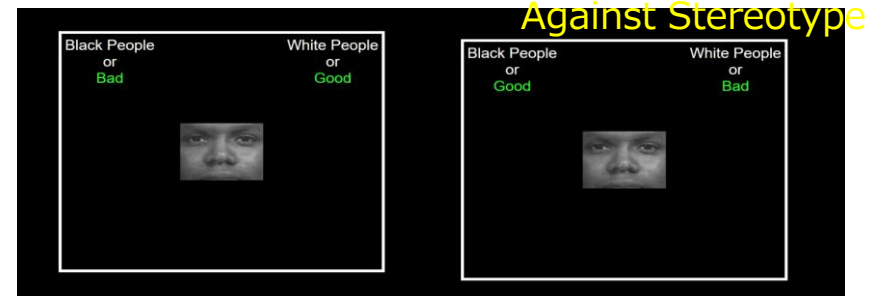 Against Stereotype
Black People
or
Bad
White People
or
Good
Black People
or
Good
White People
or
Bad